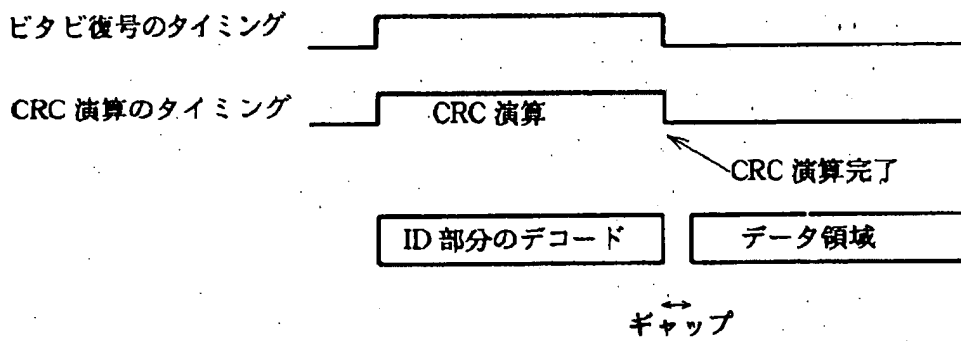 ビタビ復号のタイミング
CRC 演算のタイミング
CRC 演算
CRC 演算完了
ID 部分のデコード
データ領域
ギャップ